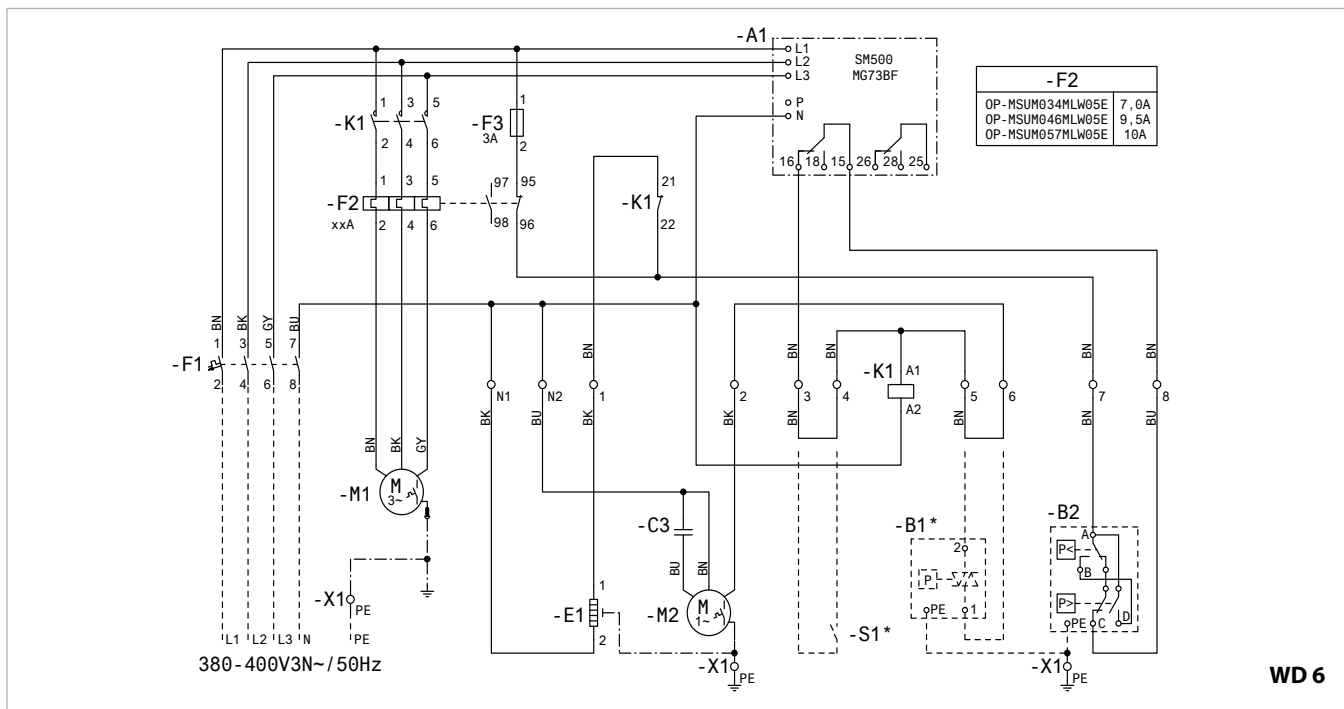 -A1
L1
L2
L3
P
N
SM500
MG73BF
16 18 15 26 28 25
-F2
OP-MSUM034MLW05E 7,0A
OP-MSUM046MLW05E 9,5A
OP-MSUM057MLW05E 10A
-K1
1 3 5
2 4 6
-F3
3A
1
2
-F2
xxA
1 3 5
2 4 6
97 95
98 96
-K1
21
22
BN BK GY BU
-F1
1 3 5 7
2 4 6 8
BN BN BN BN BN BU
N1 N2 1 2 3 4 5 6 7 8
-K1
A1
A2
BK BU BK BK BN BN BN BU
BN BK GY
-M1
M
3~
-X1
PE
L1 L2 L3 N PE
380-400V3N~/50Hz
-C3
BU BN
-E1
1
2
-M2
M
1~
-X1
PE
-S1*
-B1*
2
P
PE 1
-B2
A
P<
B
P>
PE C D
-X1
PE
WD 6